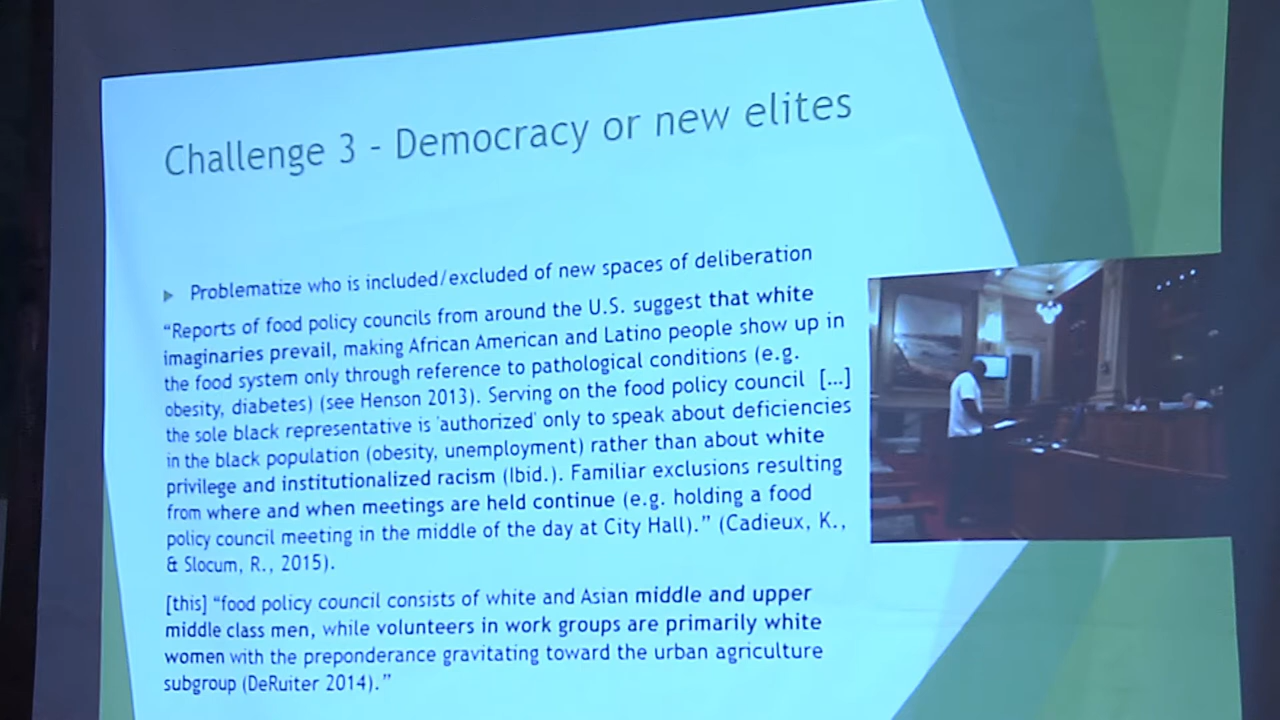 Challenge 3 - Democracy or new elites
Problematize who is included/excluded of new spaces of deliberation
“Reports of food policy councils from around the U.S. suggest that white
imaginaries prevail, making African American and Latino people show up in
the food system only through reference to pathological conditions (e.g.
obesity, diabetes) (see Henson 2013). Serving on the food policy council [...]
the sole black representative is 'authorized' only to speak about deficiencies
in the black population (obesity, unemployment) rather than about white
privilege and institutionalized racism (Ibid.). Familiar exclusions resulting
from where and when meetings are held continue (e.g. holding a food
policy council meeting in the middle of the day at City Hall).” (Cadieux, K.,
& Slocum, R., 2015).
[this] “food policy council consists of white and Asian middle and upper
middle class men, while volunteers in work groups are primarily white
women with the preponderance gravitating toward the urban agriculture
subgroup (DeRuiter 2014).”